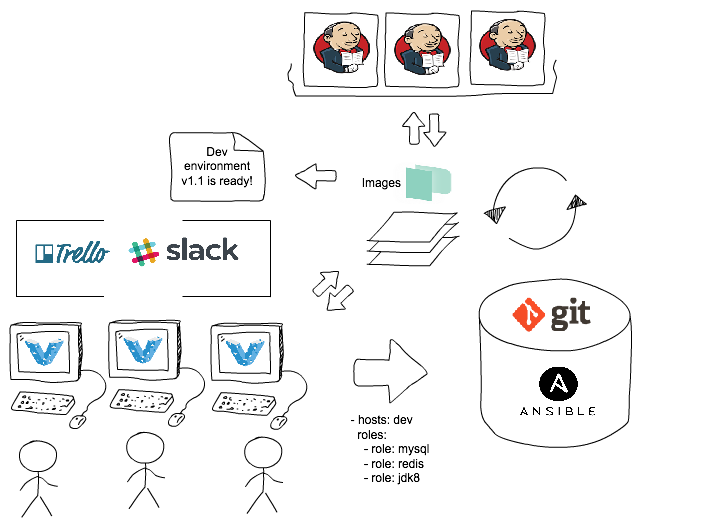 Dev
environment
v1.1 is ready!
Images
Trello
slack
git
ANSIBLE
- hosts: dev
roles:
- role: mysql
- role: redis
- role: jdk8